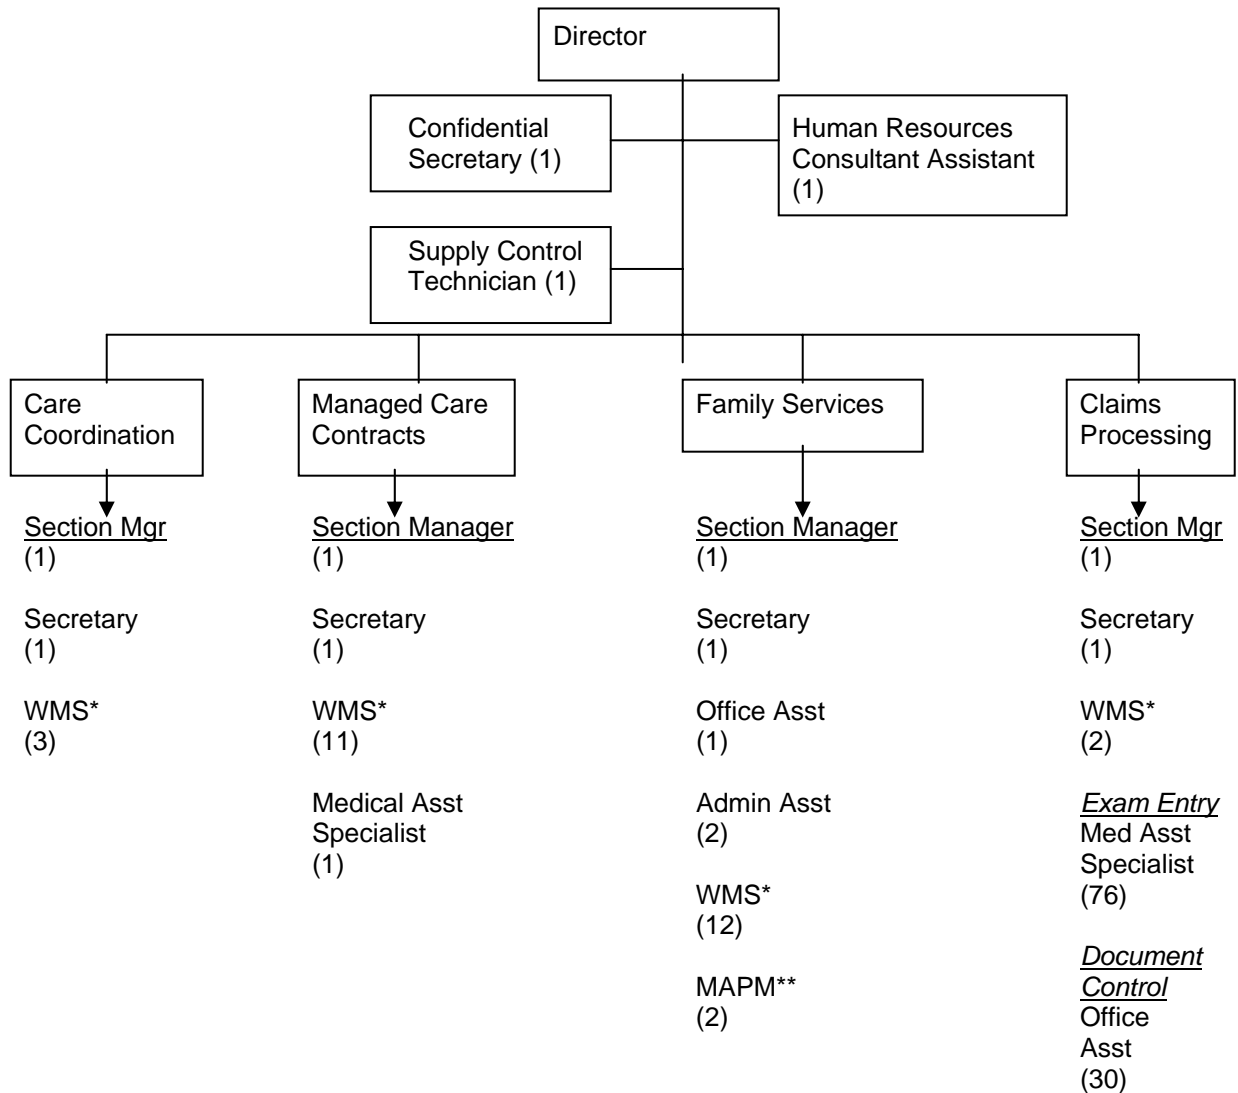 Director
Confidential
Secretary (1)
Human Resources
Consultant Assistant
(1)
Supply Control
Technician (1)
Care
Coordination
Section Mgr
(1)
Secretary
(1)
WMS*
(3)
Managed Care
Contracts
Section Manager
(1)
Secretary
(1)
WMS*
(11)
Medical Asst
Specialist
(1)
Family Services
Section Manager
(1)
Secretary
(1)
Office Asst
(1)
Admin Asst
(2)
WMS*
(12)
MAPM**
(2)
Claims
Processing
Section Mgr
(1)
Secretary
(1)
WMS*
(2)
Exam Entry
Med Asst
Specialist
(76)
Document
Control
Office
Asst
(30)